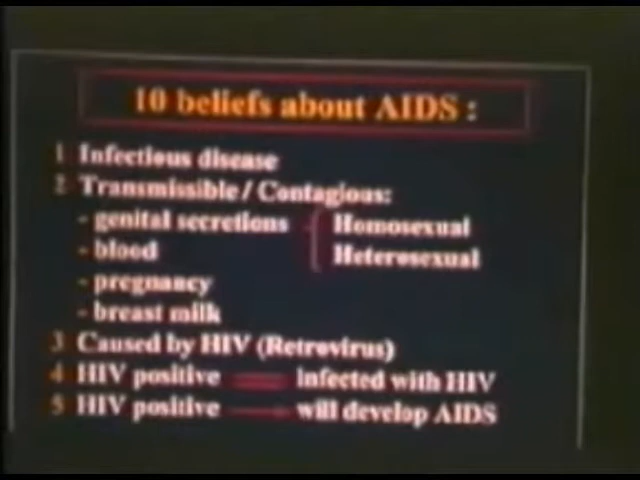 10 beliefs about AIDS :
1 Infectious disease
2 Transmissible / Contagious:
- genital secretions { Homosexual
- blood Heterosexual
- pregnancy
- breast milk
3 Caused by HIV (Retrovirus)
4 HIV positive == infected with HIV
5 HIV positive → will develop AIDS